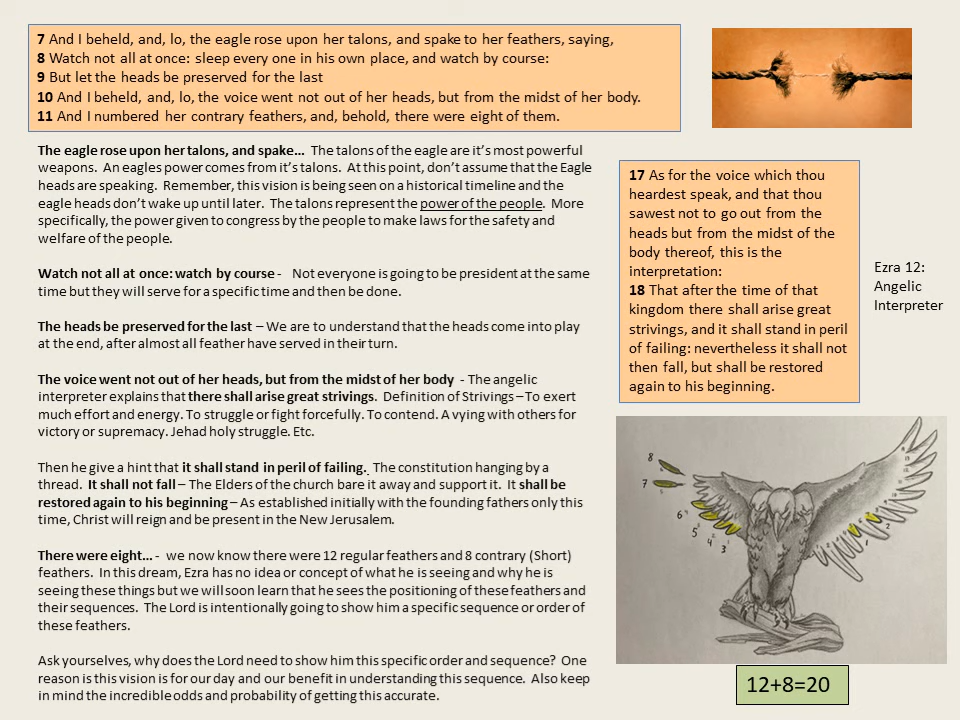 7 And I beheld, and, lo, the eagle rose upon her talons, and spake to her feathers, saying,
8 Watch not all at once: sleep every one in his own place, and watch by course:
9 But let the heads be preserved for the last
10 And I beheld, and, lo, the voice went not out of her heads, but from the midst of her body.
11 And I numbered her contrary feathers, and, behold, there were eight of them.
The eagle rose upon her talons, and spake… The talons of the eagle are it's most powerful
weapons. An eagles power comes from it's talons. At this point, don't assume that the Eagle
heads are speaking. Remember, this vision is being seen on a historical timeline and the
eagle heads don't wake up until later. The talons represent the power of the people. More
specifically, the power given to congress by the people to make laws for the safety and
welfare of the people.
Watch not all at once: watch by course - Not everyone is going to be president at the same
time but they will serve for a specific time and then be done.
The heads be preserved for the last – We are to understand that the heads come into play
at the end, after almost all feather have served in their turn.
The voice went not out of her heads, but from the midst of her body - The angelic
interpreter explains that there shall arise great strivings. Definition of Strivings – To exert
much effort and energy. To struggle or fight forcefully. To contend. A vying with others for
victory or supremacy. Jehad holy struggle. Etc.
Then he give a hint that it shall stand in peril of failing. The constitution hanging by a
thread. It shall not fall – The Elders of the church bare it away and support it. It shall be
restored again to his beginning – As established initially with the founding fathers only this
time, Christ will reign and be present in the New Jerusalem.
There were eight… - we now know there were 12 regular feathers and 8 contrary (Short)
feathers. In this dream, Ezra has no idea or concept of what he is seeing and why he is
seeing these things but we will soon learn that he sees the positioning of these feathers and
their sequences. The Lord is intentionally going to show him a specific sequence or order of
these feathers.
Ask yourselves, why does the Lord need to show him this specific order and sequence? One
reason is this vision is for our day and our benefit in understanding this sequence. Also keep
in mind the incredible odds and probability of getting this accurate.
17 As for the voice which thou
heardest speak, and that thou
sawest not to go out from the
heads but from the midst of the
body thereof, this is the
interpretation:
18 That after the time of that
kingdom there shall arise great
strivings, and it shall stand in peril
of failing: nevertheless it shall not
then fall, but shall be restored
again to his beginning.
Ezra 12:
Angelic
Interpreter
8
7
6
5
4
3
2
1
12+8=20